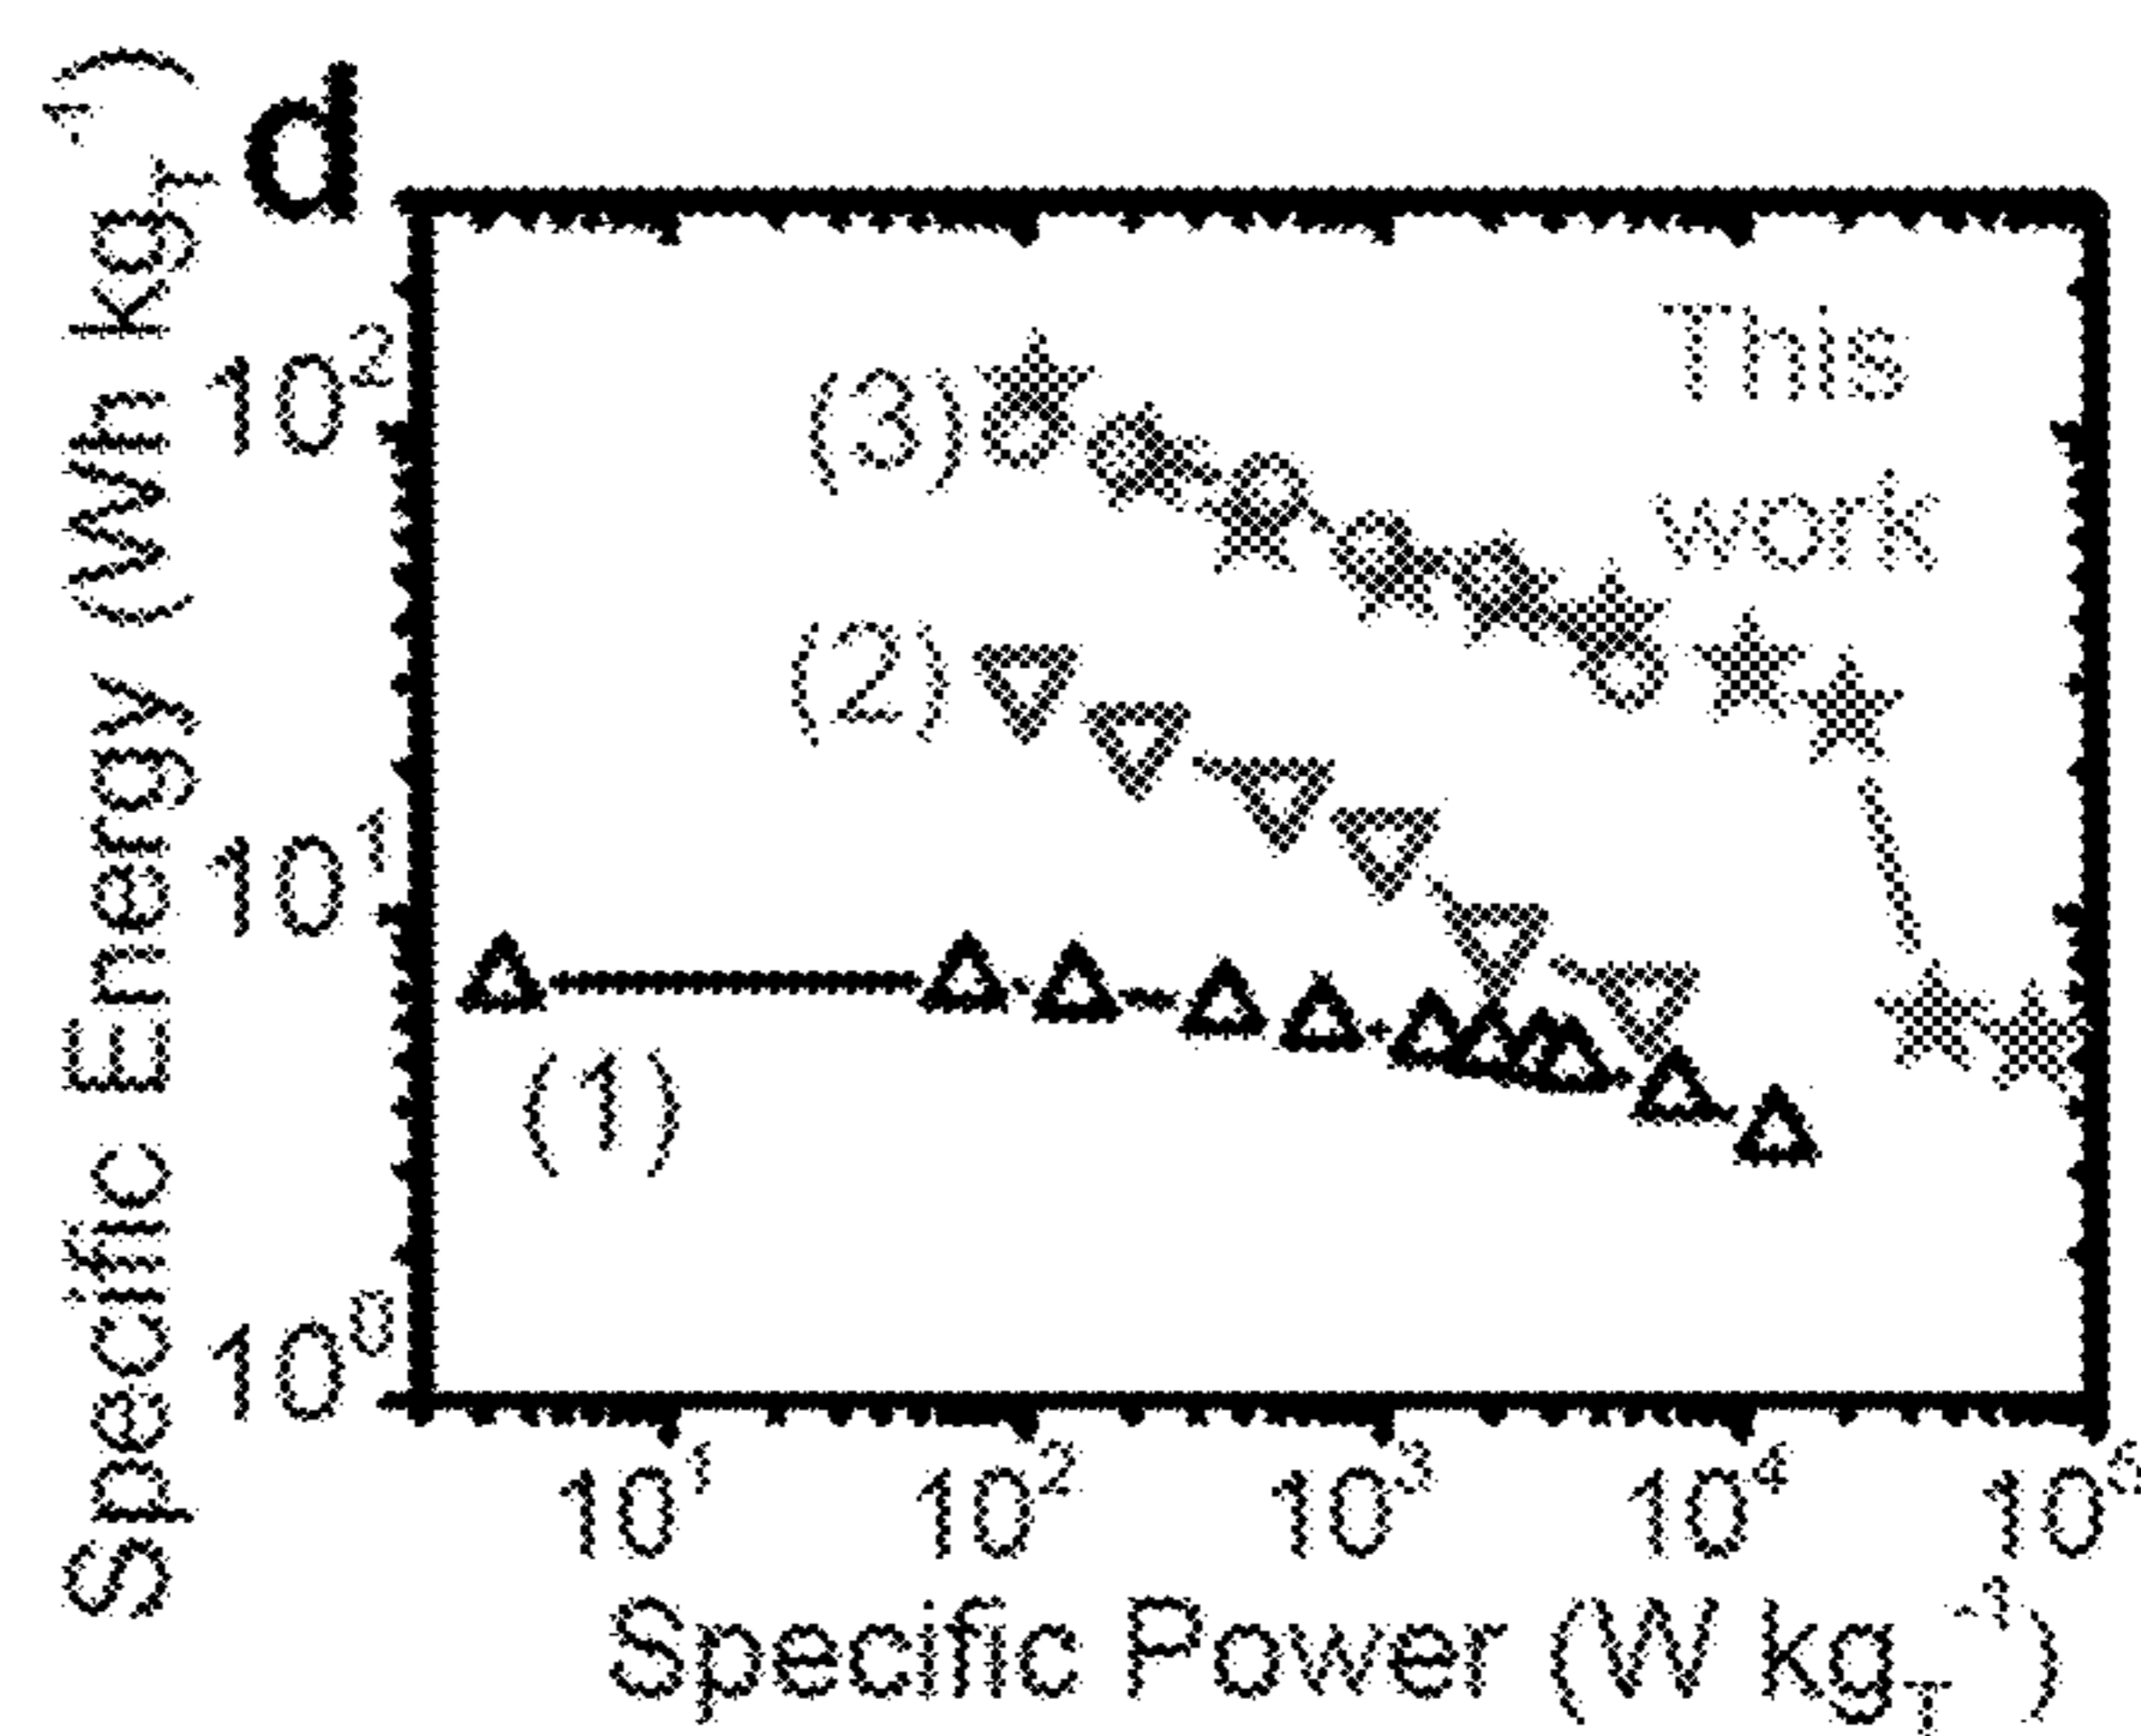 d
Specific Energy (Wh kg_T^-1)
10^2
10^1
10^0
(3)
This
work
(2)
(1)
10^1
10^2
10^3
10^4
10^5
Specific Power (W kg_T^-1)